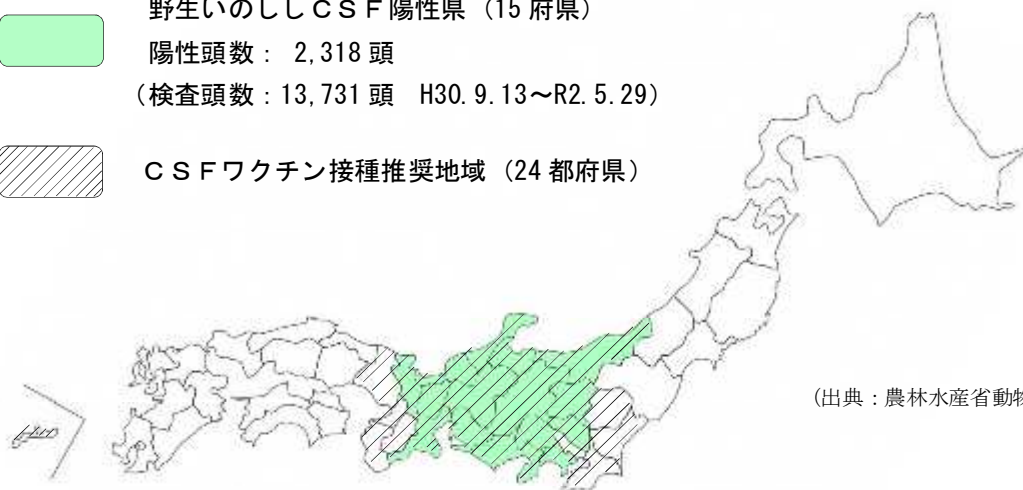 野生いのししＣＳＦ陽性県（15 府県）
陽性頭数： 2,318 頭
（検査頭数：13,731 頭　H30.9.13～R2.5.29）
ＣＳＦワクチン接種推奨地域（24 都府県）
(出典：農林水産省動物